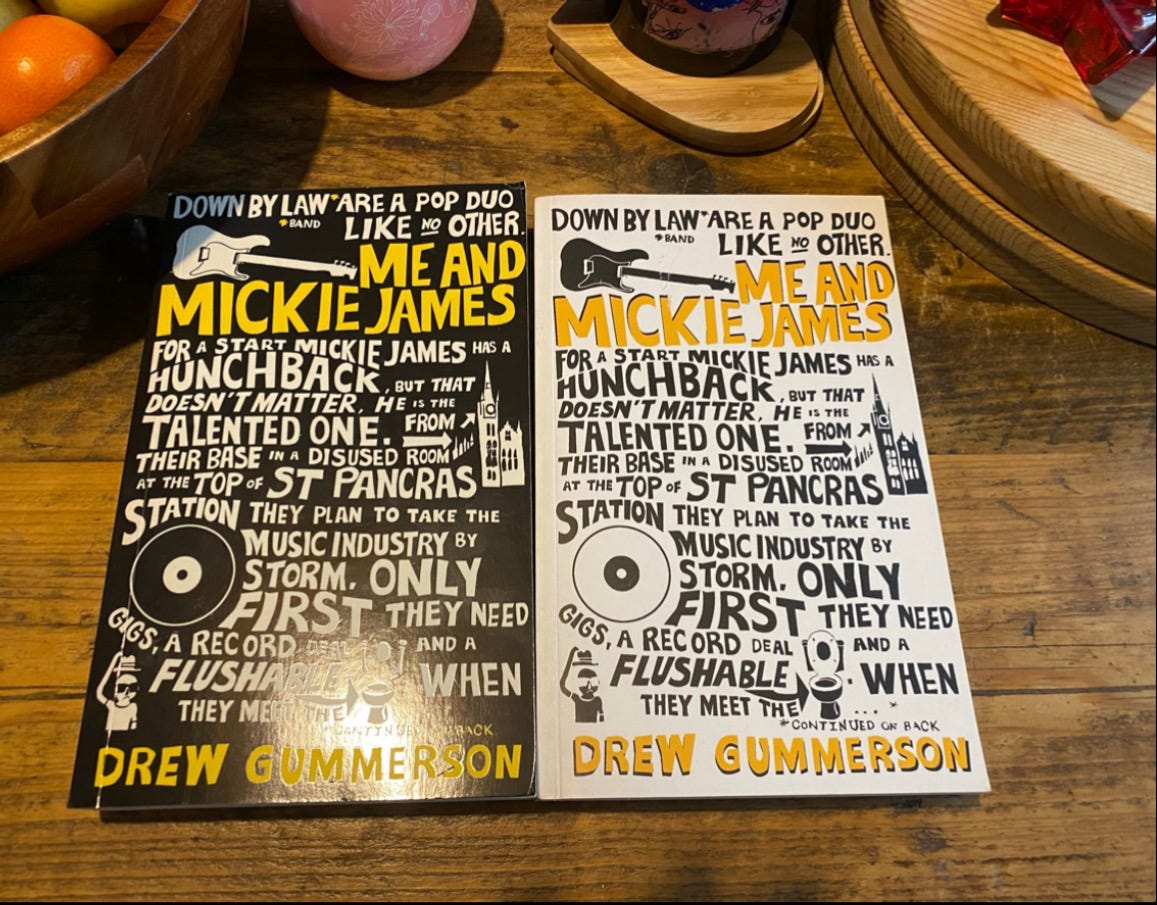 DOWN BY LAW* ARE A POP DUO
*BAND LIKE NO OTHER.
ME AND
MICKIE JAMES
FOR A START MICKIE JAMES HAS A
HUNCHBACK, BUT THAT
DOESN'T MATTER, HE IS THE
TALENTED ONE. FROM
THEIR BASE IN A DISUSED ROOM
AT THE TOP OF ST PANCRAS
STATION THEY PLAN TO TAKE THE
MUSIC INDUSTRY BY
STORM. ONLY
FIRST THEY NEED
GIGS, A RECORD DEAL AND A
FLUSHABLE WHEN
THEY MEET THE
*CONTINUED ON BACK
DREW GUMMERSON
DOWN BY LAW* ARE A POP DUO
*BAND LIKE NO OTHER.
ME AND
MICKIE JAMES
FOR A START MICKIE JAMES HAS A
HUNCHBACK, BUT THAT
DOESN'T MATTER, HE IS THE
TALENTED ONE. FROM
THEIR BASE IN A DISUSED ROOM
AT THE TOP OF ST PANCRAS
STATION THEY PLAN TO TAKE THE
MUSIC INDUSTRY BY
STORM. ONLY
FIRST THEY NEED
GIGS, A RECORD DEAL AND A
FLUSHABLE . WHEN
THEY MEET THE ... *
*CONTINUED ON BACK
DREW GUMMERSON